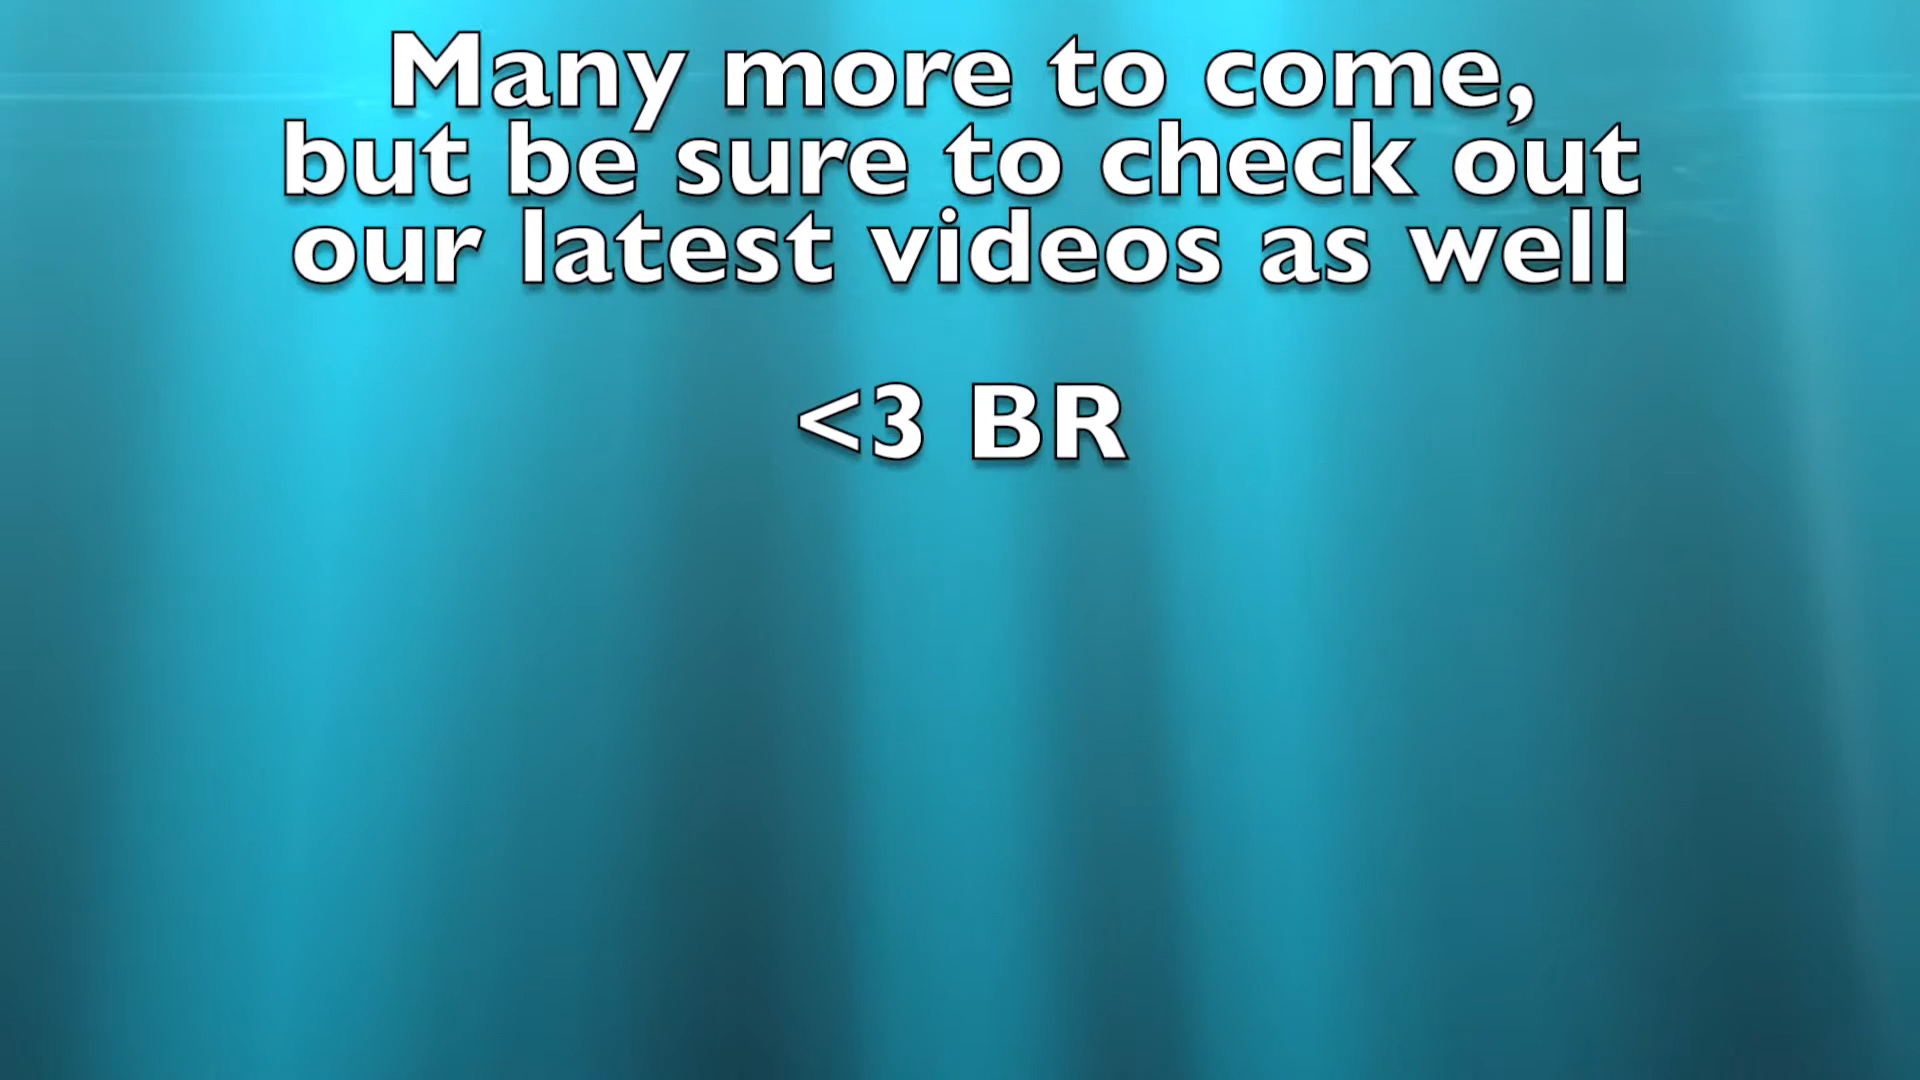 Many more to come,
but be sure to check out
our latest videos as well
<3 BR